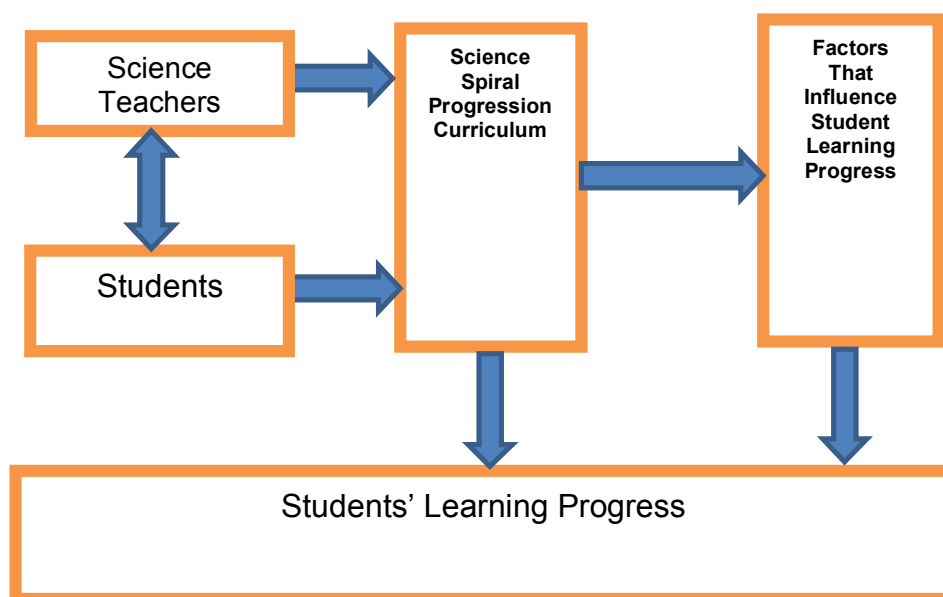 Science
Teachers
Students
Science
Spiral
Progression
Curriculum
Factors
That
Influence
Student
Learning
Progress
Students’ Learning Progress